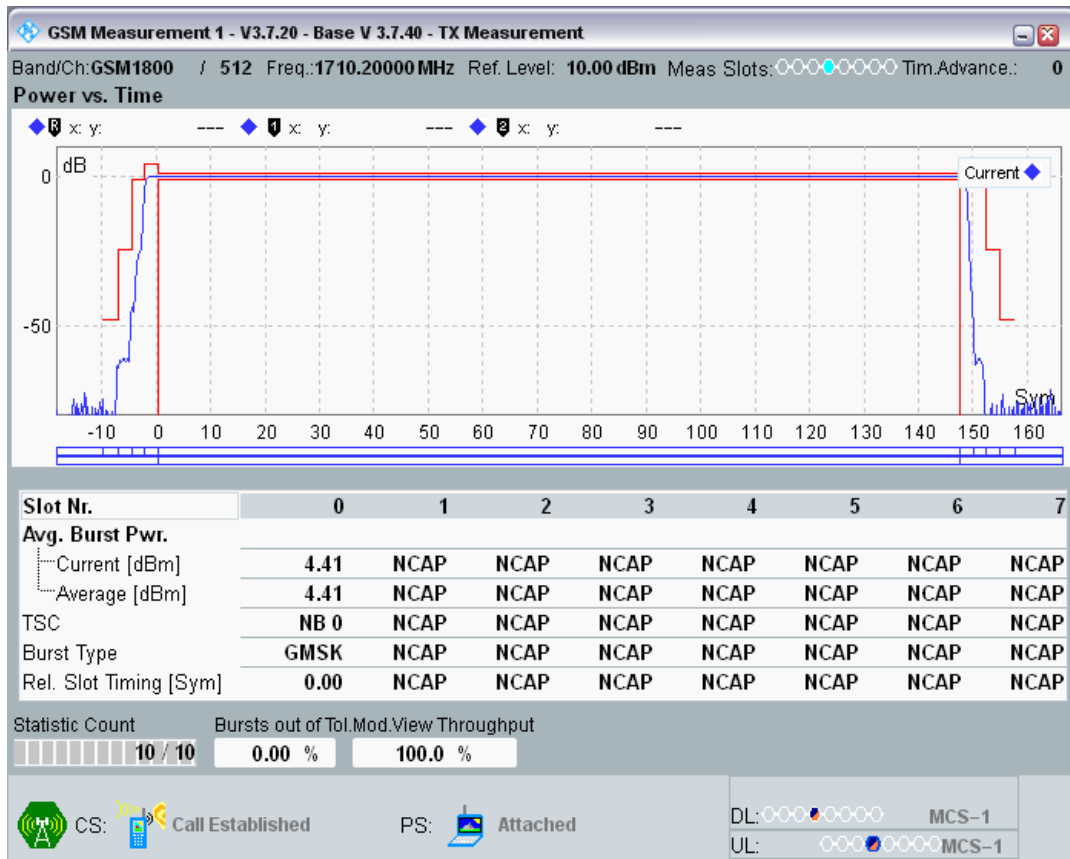 GSM Measurement 1 - V3.7.20 - Base V 3.7.40 - TX Measurement
Band/Ch:GSM1800 / 512 Freq.:1710.20000 MHz Ref. Level: 10.00 dBm Meas Slots: Tim.Advance.: 0
Power vs. Time
R x: y: --- 1 x: y: --- 2 x: y: ---
dB
Current
0
-50
Sym
-10 0 10 20 30 40 50 60 70 80 90 100 110 120 130 140 150 160
Slot Nr. 0 1 2 3 4 5 6 7
Avg. Burst Pwr.
Current [dBm] 4.41 NCAP NCAP NCAP NCAP NCAP NCAP NCAP
Average [dBm] 4.41 NCAP NCAP NCAP NCAP NCAP NCAP NCAP
TSC NB 0 NCAP NCAP NCAP NCAP NCAP NCAP NCAP
Burst Type GMSK NCAP NCAP NCAP NCAP NCAP NCAP NCAP
Rel. Slot Timing [Sym] 0.00 NCAP NCAP NCAP NCAP NCAP NCAP NCAP
Statistic Count Bursts out of Tol.Mod.View Throughput
10 / 10 0.00 % 100.0 %
CS: Call Established PS: Attached
DL: MCS-1
UL: MCS-1